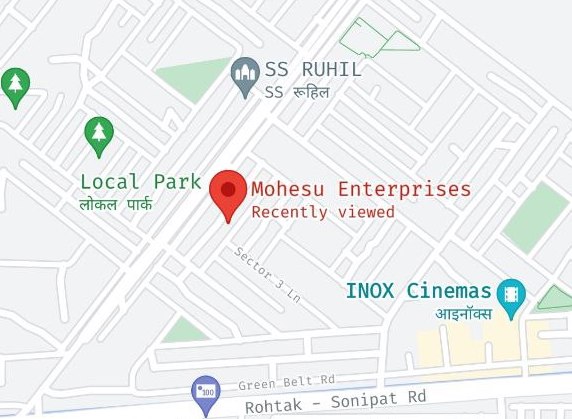 SS RUHIL
SS रूहिल
Local Park
लोकल पार्क
Mohesu Enterprises
Recently viewed
Sector 3 Ln
INOX Cinemas
आइनॉक्स
100
Green Belt Rd
Rohtak - Sonipat Rd